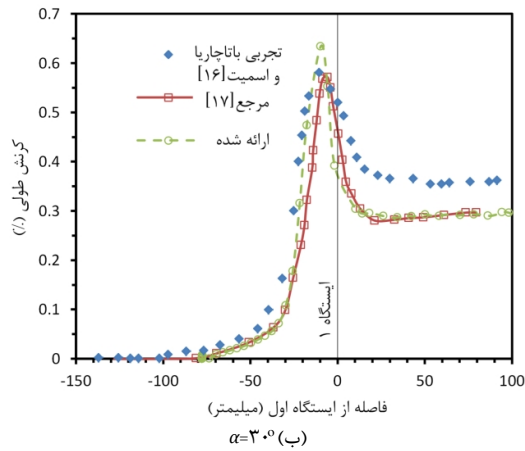 0.7
0.6
0.5
0.4
0.3
0.2
0.1
0
کرنش طولی (٪)
تجربی باتاچاریا
و اسمیت[۱۶]
مرجع[۱۷]
ارائه شده
ایستگاه ۱
-150 -100 -50 0 50 100
فاصله از ایستگاه اول (میلیمتر)
(ب) α=۳۰°